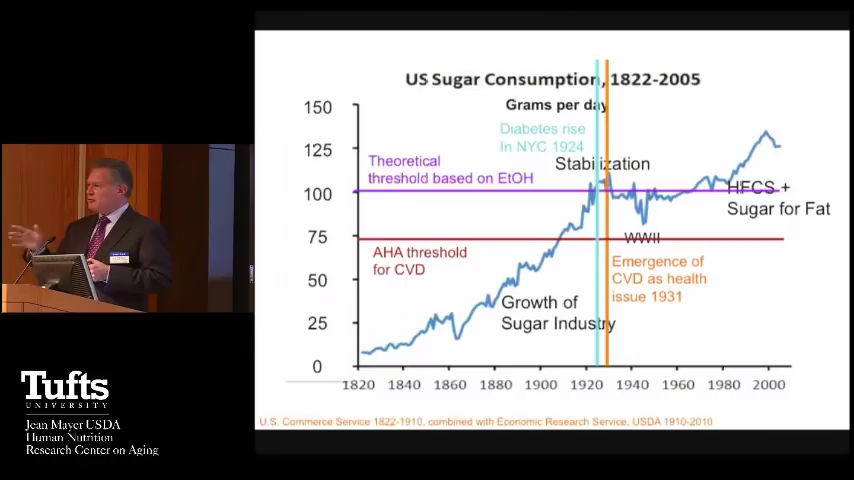 US Sugar Consumption, 1822-2005
Grams per day
150
125
100
75
50
25
0
Diabetes rise
In NYC 1924
Stabilization
Theoretical
threshold based on EtOH
HFCS +
Sugar for Fat
WWII
AHA threshold
for CVD
Emergence of
CVD as health
issue 1931
Growth of
Sugar Industry
1820 1840 1860 1880 1900 1920 1940 1960 1980 2000
U.S. Commerce Service 1822-1910, combined with Economic Research Service, USDA 1910-2010
Tufts
UNIVERSITY
Jean Mayer USDA
Human Nutrition
Research Center on Aging